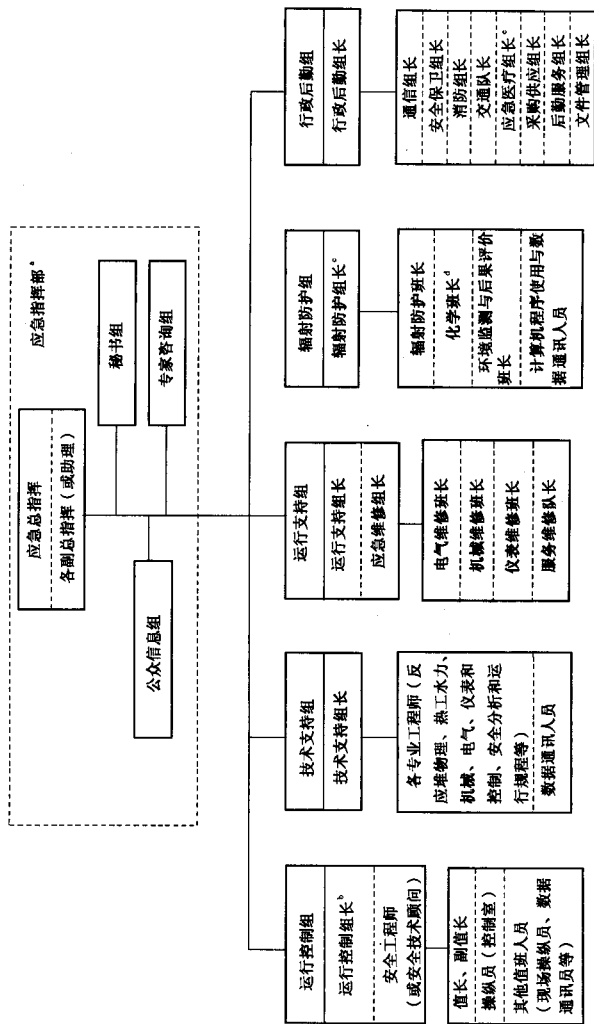 应急指挥部a
应急总指挥
各副总指挥（或助理）
秘书组
专家咨询组
公众信息组
运行控制组
运行控制组长b
安全工程师
（或安全技术顾问）
值长、副值长
操纵员（控制室）
其他值班人员
（现场操纵员、数据
通讯员等）
技术支持组
技术支持组长
各专业工程师（反
应堆物理、热工水力、
机械、电气、仪表和
控制、安全分析和运
行规程等）
数据通讯人员
运行支持组
运行支持组长
应急维修组长
电气维修班长
机械维修班长
仪表维修班长
服务维修队长
辐射防护组
辐射防护组长c
辐射防护班长
化学班长d
环境监测与后果评价
班长
计算机程序使用与数
据通讯人员
行政后勤组
行政后勤组长
通信组长
安全保卫组长
消防组长
交通队长
应急医疗组长e
采购供应组长
后勤服务组长
文件管理组长